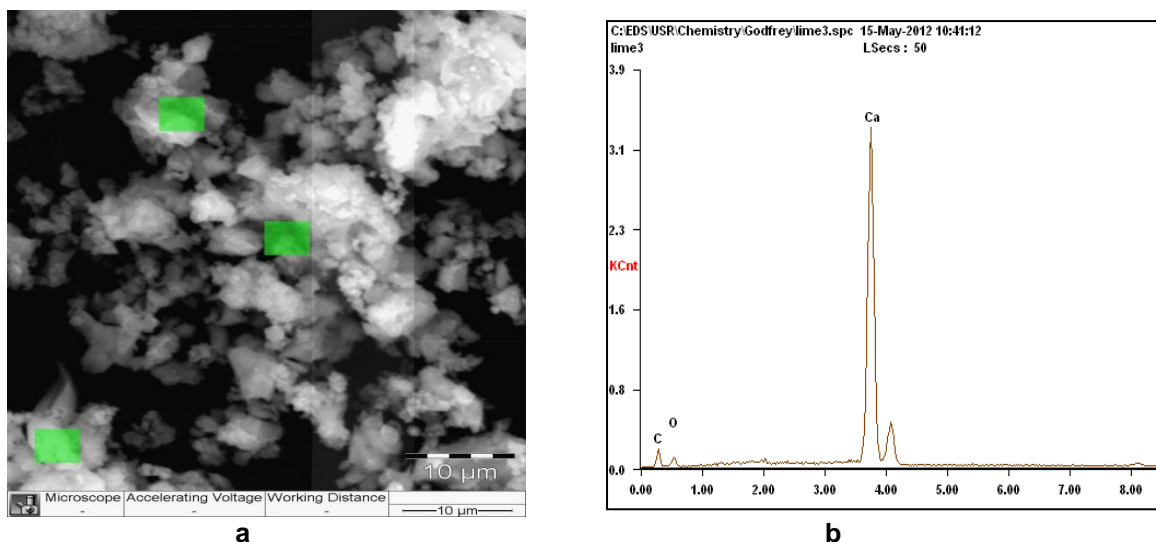 10 µm
Microscope Accelerating Voltage Working Distance
- - - 10 µm
a
C:\EDS\USR\Chemistry\Godfrey\lime3.spc 15-May-2012 10:41:12
lime3 LSecs : 50
3.9
Ca
3.1
2.3
KCnt
1.6
0.8
O
C
0.0
0.00 1.00 2.00 3.00 4.00 5.00 6.00 7.00 8.00
b